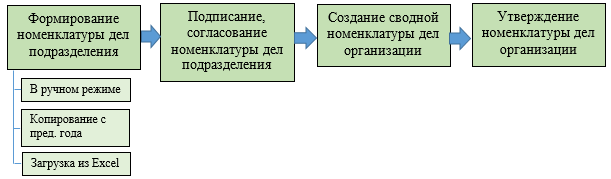 Формирование
номенклатуры дел
подразделения
Подписание,
согласование
номенклатуры дел
подразделения
Создание сводной
номенклатуры дел
организации
Утверждение
номенклатуры дел
организации
В ручном режиме
Копирование с
пред. года
Загрузка из Excel